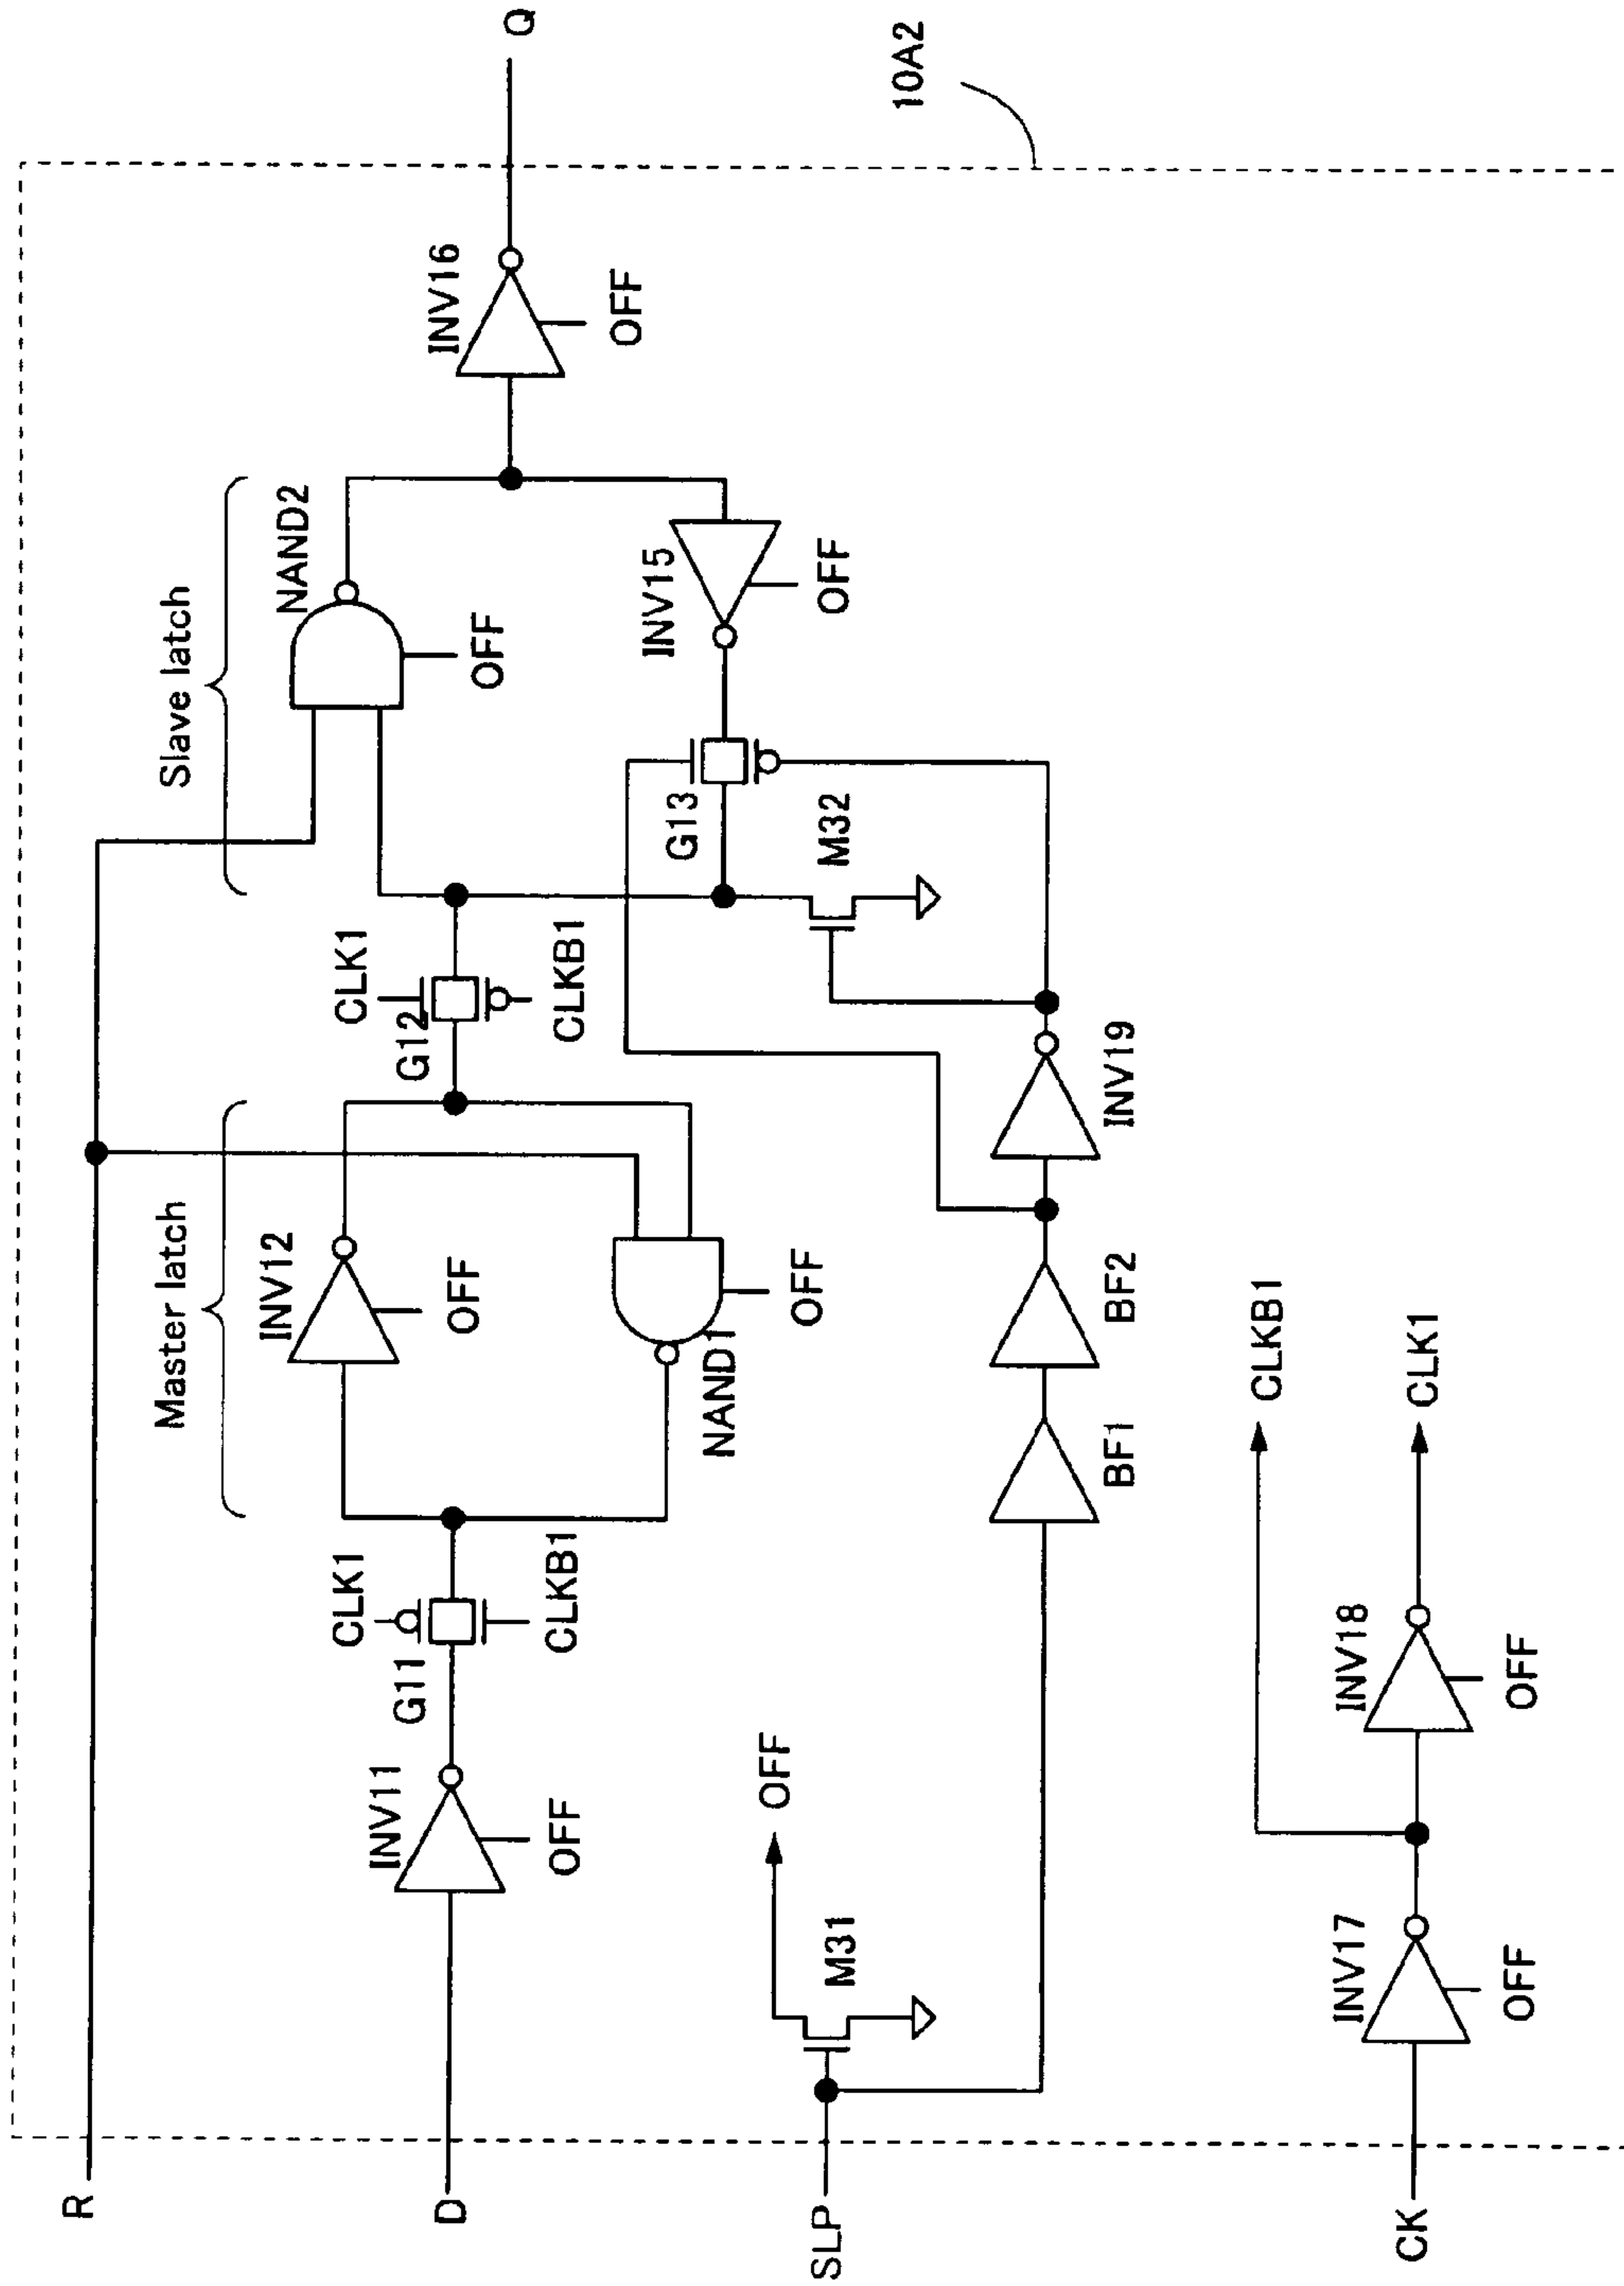 R
D
SLP
CK
Q
10A2
Master latch
Slave latch
INV11
OFF
G11
CLK1
CLKB1
INV12
OFF
NAND1
OFF
G12
CLK1
CLKB1
NAND2
OFF
INV15
OFF
G13
M32
INV16
OFF
M31
OFF
BF1
BF2
INV19
INV17
OFF
INV18
OFF
CLKB1
CLK1